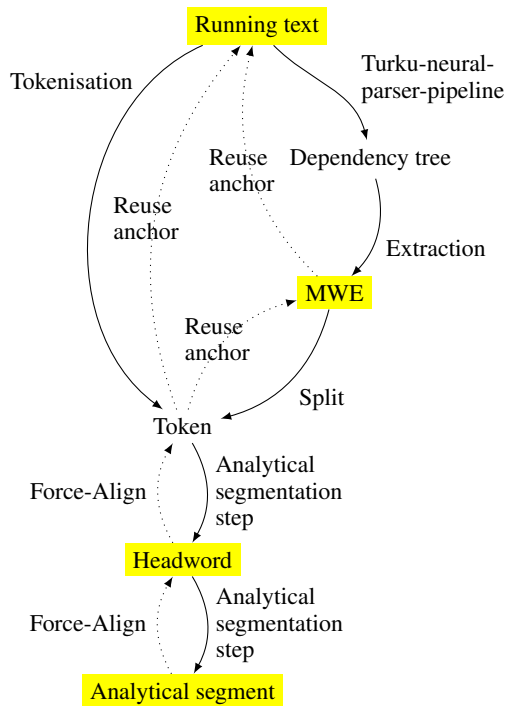 Running text
Tokenisation
Turku-neural-
parser-pipeline
Reuse
anchor
Dependency tree
Reuse
anchor
Extraction
MWE
Reuse
anchor
Split
Token
Force-Align
Analytical
segmentation
step
Headword
Force-Align
Analytical
segmentation
step
Analytical segment